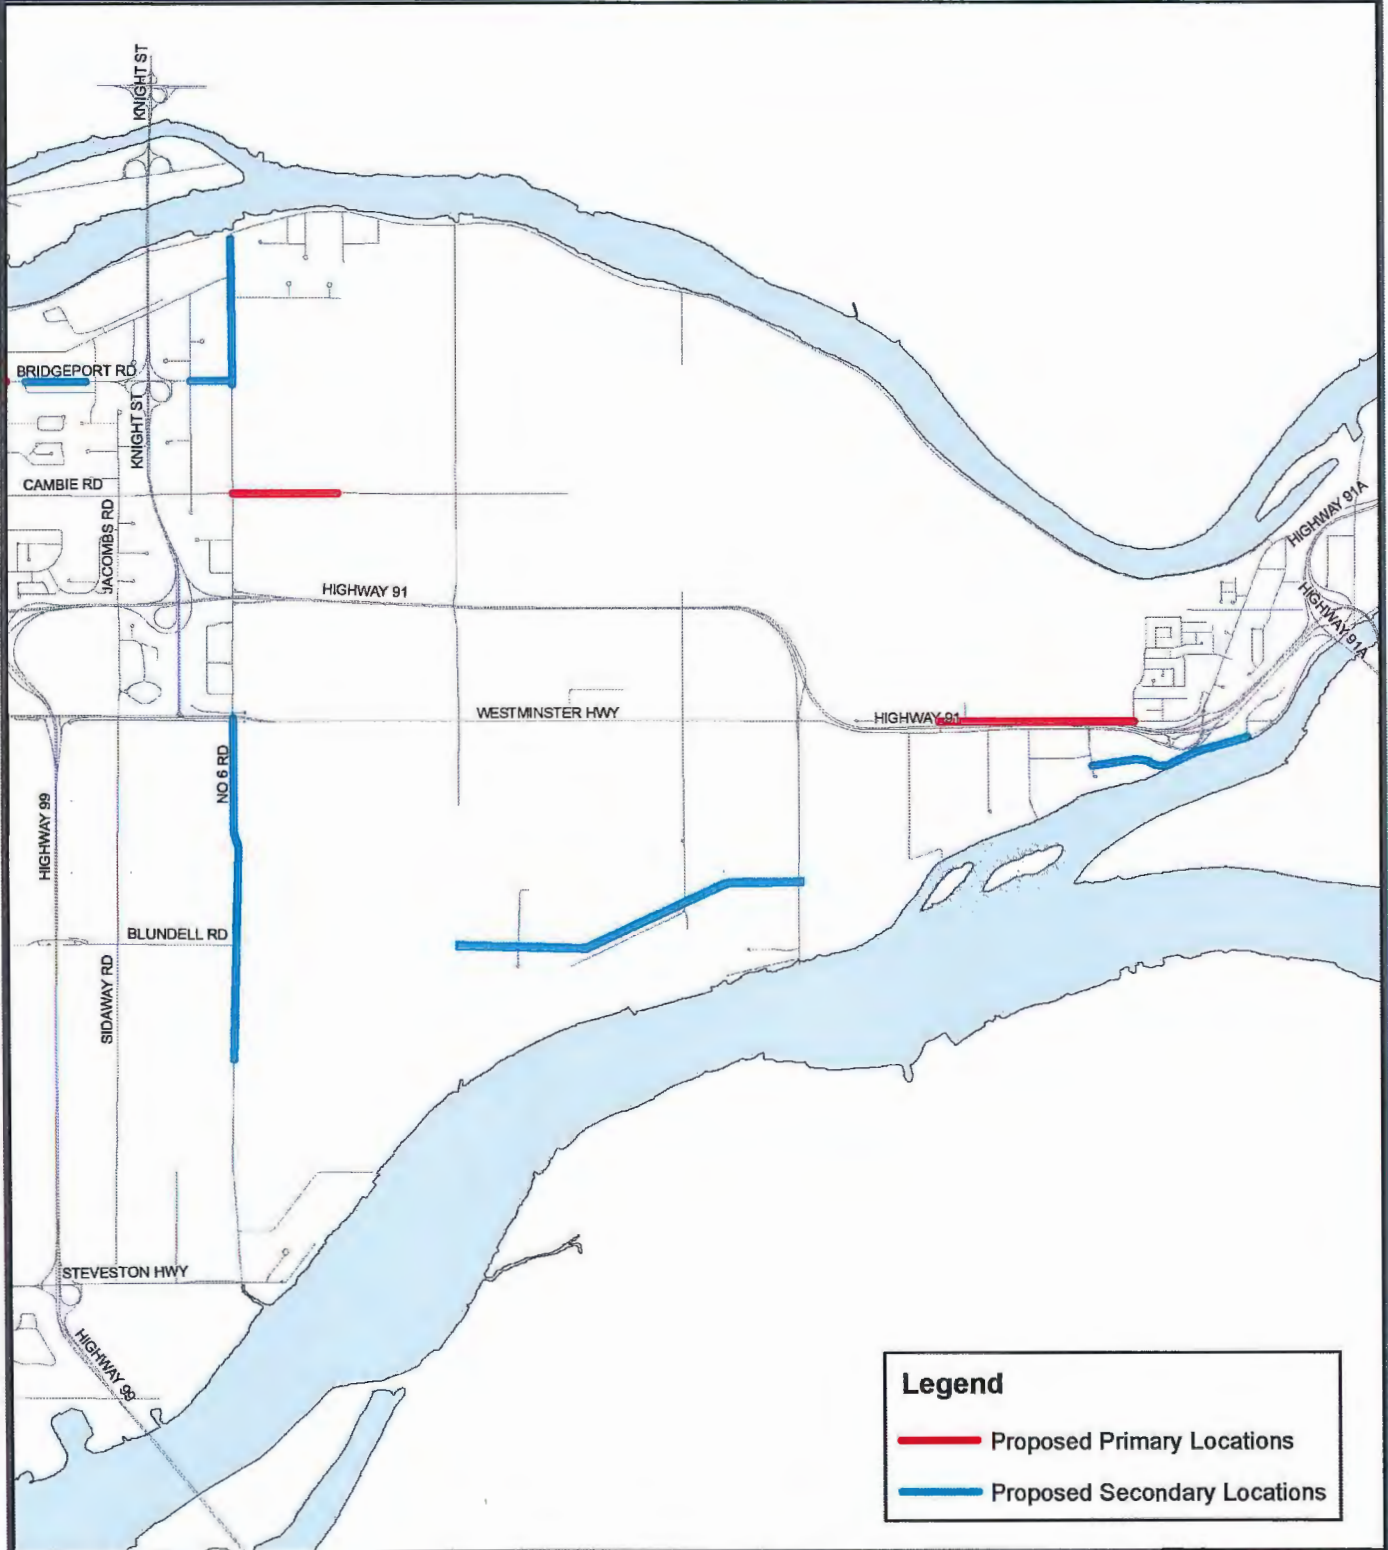 KNIGHT ST
BRIDGEPORT RD
KNIGHT ST
CAMBIE RD
JACOMBS RD
HIGHWAY 91
HIGHWAY 91A
HIGHWAY 91A
WESTMINSTER HWY
HIGHWAY 91
NO 6 RD
HIGHWAY 99
BLUNDELL RD
SIDAWAY RD
STEVESTON HWY
HIGHWAY 99
Legend
Proposed Primary Locations
Proposed Secondary Locations